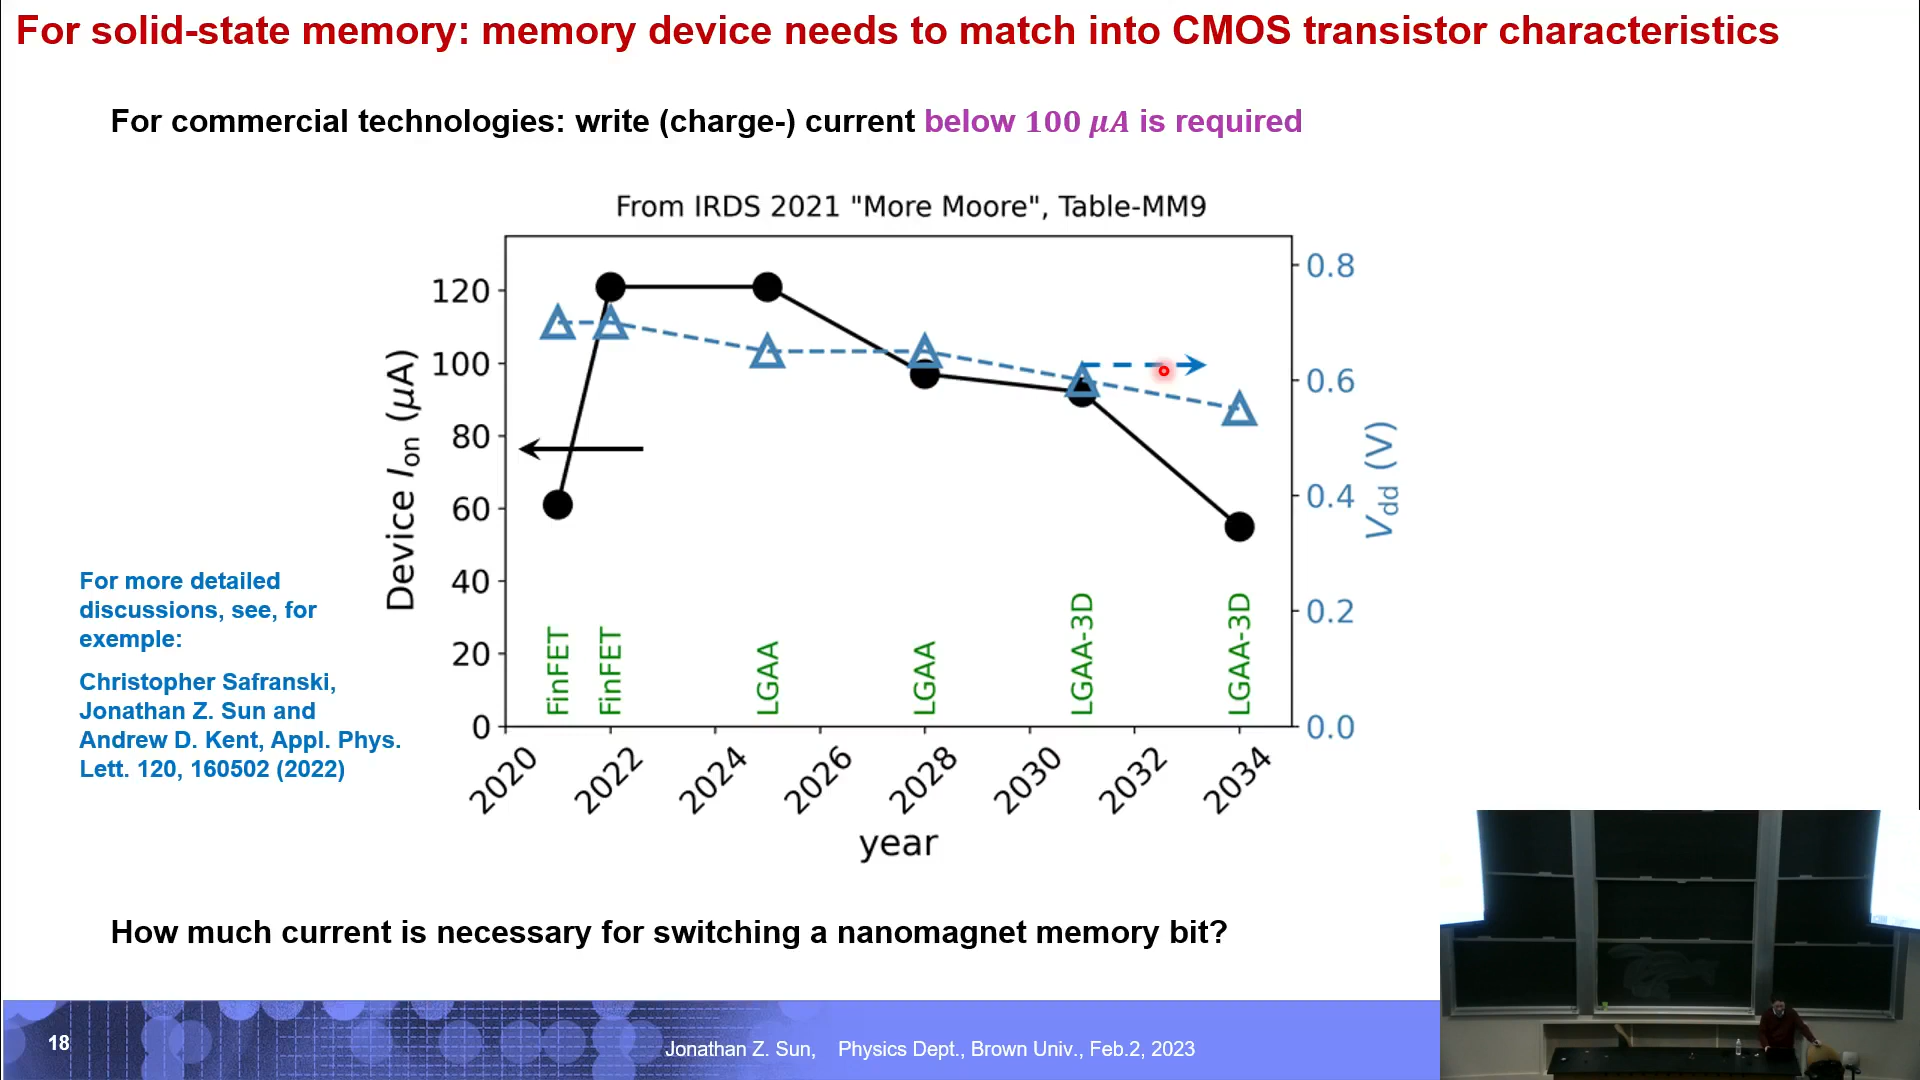 For solid-state memory: memory device needs to match into CMOS transistor characteristics
For commercial technologies: write (charge-) current below 100 μA is required
From IRDS 2021 "More Moore", Table-MM9
Device Ion (μA)
120
100
80
60
40
20
0
0.8
0.6
0.4
0.2
0.0
Vdd (V)
FinFET
FinFET
LGAA
LGAA
LGAA-3D
LGAA-3D
2020
2022
2024
2026
2028
2030
2032
2034
year
For more detailed
discussions, see, for
exemple:
Christopher Safranski,
Jonathan Z. Sun and
Andrew D. Kent, Appl. Phys.
Lett. 120, 160502 (2022)
How much current is necessary for switching a nanomagnet memory bit?
18
Jonathan Z. Sun, Physics Dept., Brown Univ., Feb.2, 2023